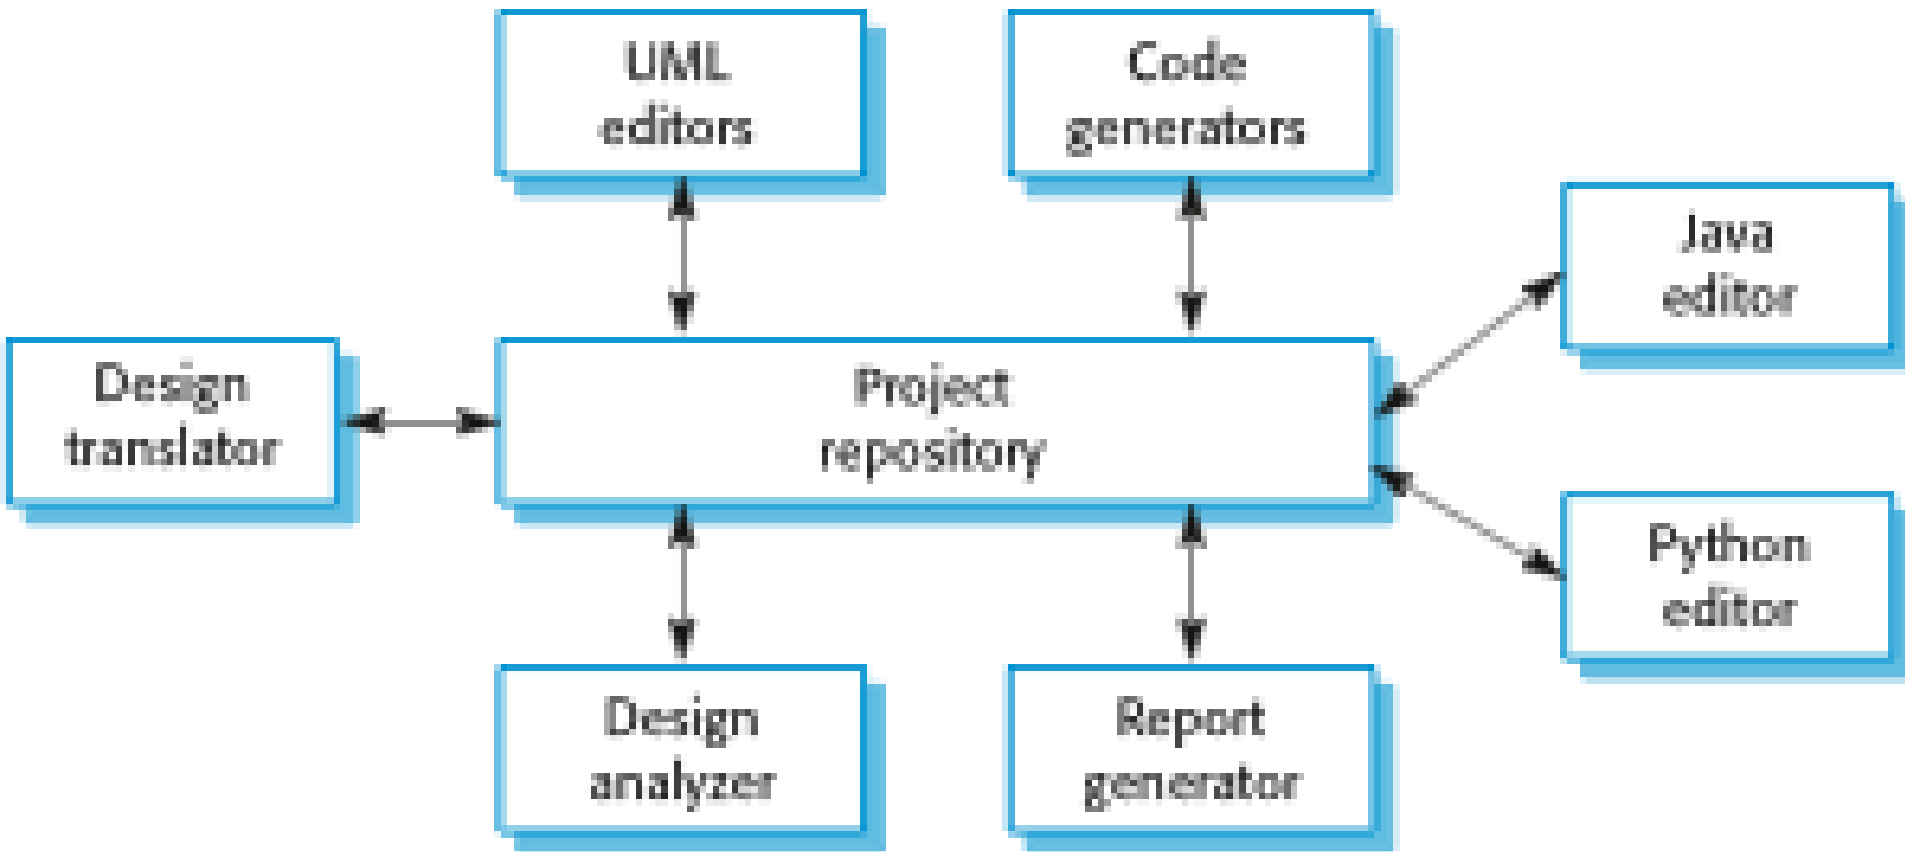 UML
editors
Code
generators
Java
editor
Design
translator
Project
repository
Python
editor
Design
analyzer
Report
generator